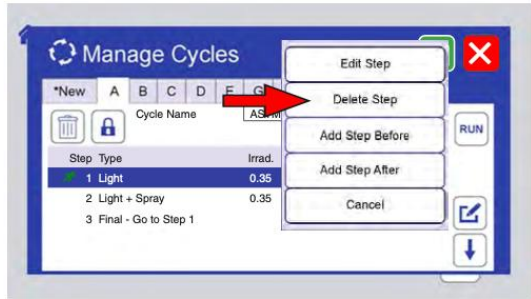 Manage Cycles
*New A B C D E G
Cycle Name
RUN
Step Type Irrad.
1 Light 0.35
2 Light + Spray 0.35
3 Final - Go to Step 1
Edit Step
Delete Step
Add Step Before
Add Step After
Cancel